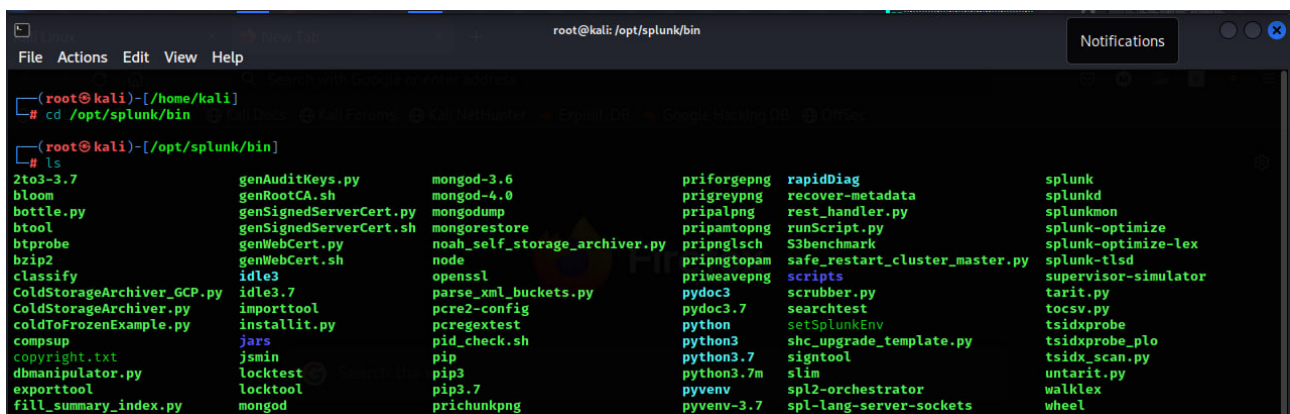 root@kali: /opt/splunk/bin
Notifications
File Actions Edit View Help
(root㉿kali)-[/home/kali]
# cd /opt/splunk/bin
(root㉿kali)-[/opt/splunk/bin]
# ls
2to3-3.7 genAuditKeys.py mongod-3.6 priforgepng rapidDiag splunk
bloom genRootCA.sh mongod-4.0 prigreypng recover-metadata splunkd
bottle.py genSignedServerCert.py mongodump pripalpng rest_handler.py splunkmon
btool genSignedServerCert.sh mongorestore pripamtopng runScript.py splunk-optimize
btprobe genWebCert.py noah_self_storage_archiver.py pripnglsch S3benchmark splunk-optimize-lex
bzip2 genWebCert.sh node pripngtopam safe_restart_cluster_master.py splunk-tlsd
classify idle3 openssl priweavepng scripts supervisor-simulator
ColdStorageArchiver_GCP.py idle3.7 parse_xml_buckets.py pydoc3 scrubber.py tarit.py
ColdStorageArchiver.py importtool pcre2-config pydoc3.7 searchtest tocsv.py
coldToFrozenExample.py installit.py pcregextest python setSplunkEnv tsidxprobe
compsup jars pid_check.sh python3 shc_upgrade_template.py tsidxprobe_plo
copyright.txt jsmin pip python3.7 signtool tsidx_scan.py
dbmanipulator.py locktest pip3 python3.7m slim untarit.py
exporttool locktool pip3.7 pyvenv spl2-orchestrator walklex
fill_summary_index.py mongod prichunkpng pyvenv-3.7 spl-lang-server-sockets wheel